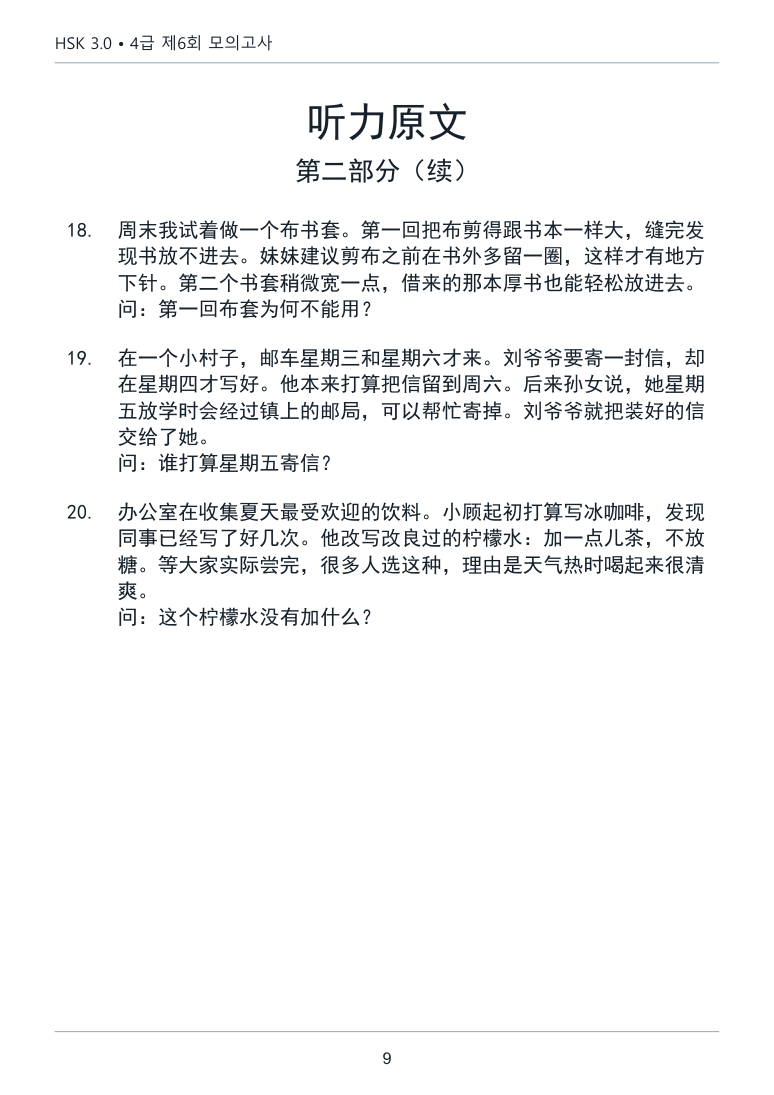 HSK 3.0 • 4급 제6회 모의고사
听力原文
第二部分（续）
18. 周末我试着做一个布书套。第一回把布剪得跟书本一样大，缝完发
现书放不进去。妹妹建议剪布之前在书外多留一圈，这样才有地方
下针。第二个书套稍微宽一点，借来的那本厚书也能轻松放进去。
问：第一回布套为何不能用？
19. 在一个小村子，邮车星期三和星期六才来。刘爷爷要寄一封信，却
在星期四才写好。他本来打算把信留到周六。后来孙女说，她星期
五放学时会经过镇上的邮局，可以帮忙寄掉。刘爷爷就把装好的信
交给了她。
问：谁打算星期五寄信？
20. 办公室在收集夏天最受欢迎的饮料。小顾起初打算写冰咖啡，发现
同事已经写了好几次。他改写改良过的柠檬水：加一点儿茶，不放
糖。等大家实际尝完，很多人选这种，理由是天气热时喝起来很清
爽。
问：这个柠檬水没有加什么？
9